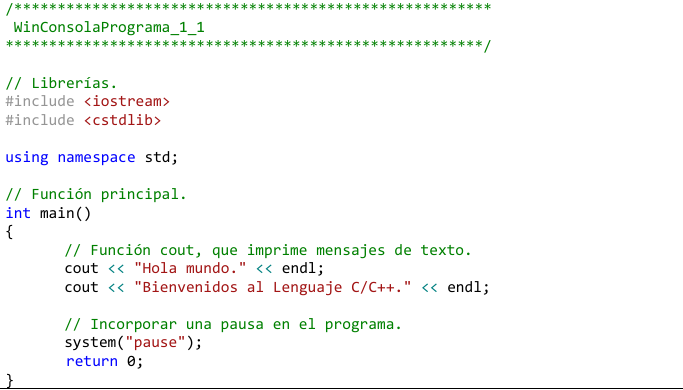 /*******************************************************
 WinConsolaPrograma_1_1
*******************************************************/

// Librerías.
#include <iostream>
#include <cstdlib>

using namespace std;

// Función principal.
int main()
{
       // Función cout, que imprime mensajes de texto.
       cout << "Hola mundo." << endl;
       cout << "Bienvenidos al Lenguaje C/C++." << endl;

       // Incorporar una pausa en el programa.
       system("pause");
       return 0;
}